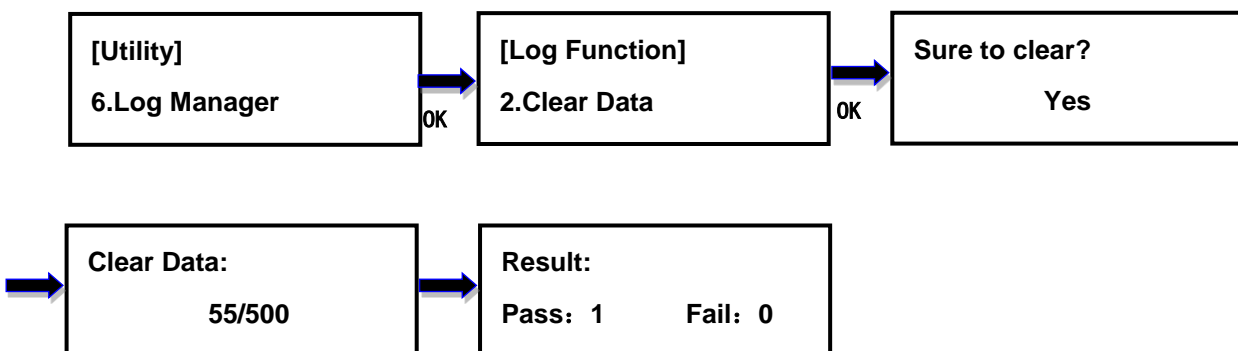 [Utility]
6.Log Manager
OK
[Log Function]
2.Clear Data
OK
Sure to clear?
Yes
Clear Data:
55/500
Result:
Pass：1 Fail：0